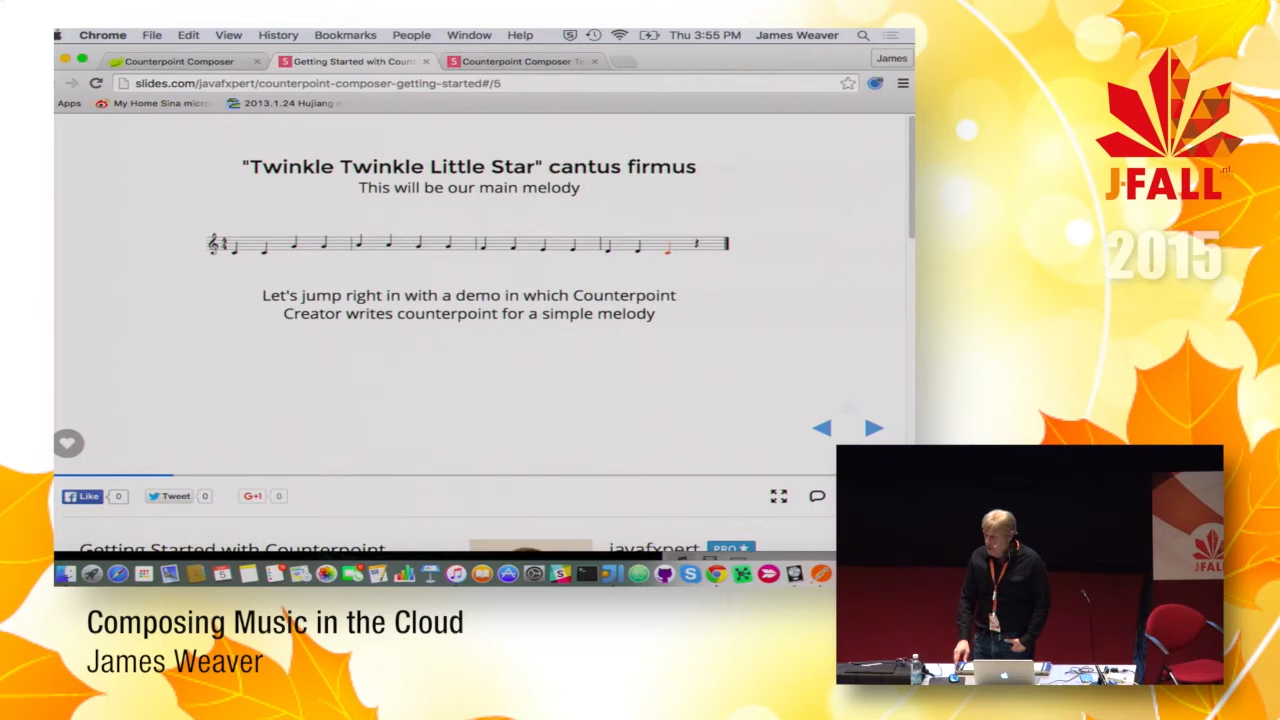 Chrome File Edit View History Bookmarks People Window Help Thu 3:55 PM James Weaver
Counterpoint Composer × Getting Started with Coun × Counterpoint Composer Te × James
slides.com/javafxpert/counterpoint-composer-getting-started#/5
Apps My Home Sina micro 2013.1.24 Hujiang
"Twinkle Twinkle Little Star" cantus firmus
This will be our main melody
Let's jump right in with a demo in which Counterpoint
Creator writes counterpoint for a simple melody
Like 0 Tweet 0 G+1 0
Getting Started with Counterpoint
javafxpert PRO
J-FALL
.nl
2015
JFALL
Composing Music in the Cloud
James Weaver